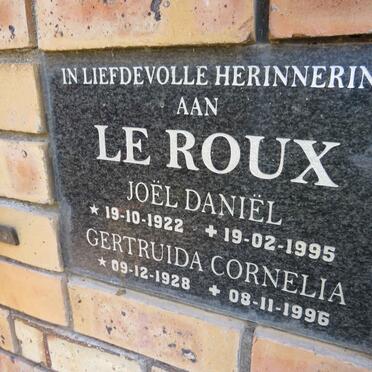 IN LIEFDEVOLLE HERINNERIN
AAN
LE ROUX
JOËL DANIËL
★ 19-10-1922 ✝ 19-02-1995
GERTRUIDA CORNELIA
★ 09-12-1928 ✝ 08-11-1996